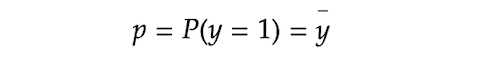 p = P(y = 1) = ȳ